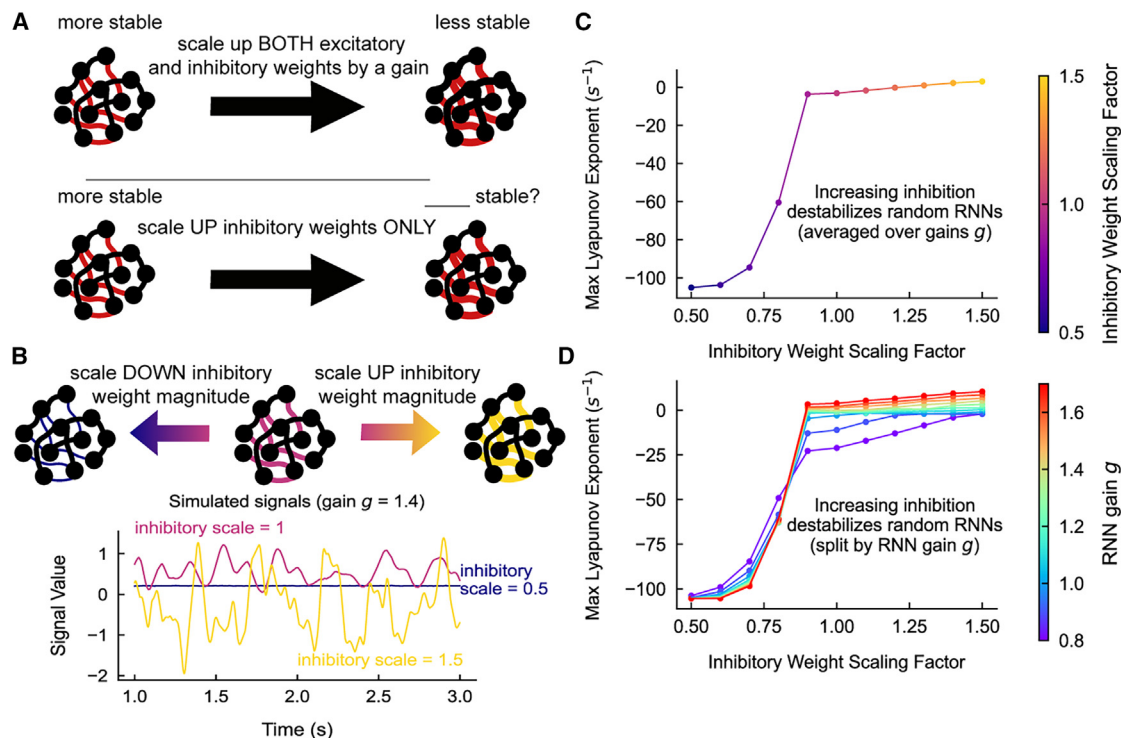 A
more stable
less stable
scale up BOTH excitatory
and inhibitory weights by a gain
more stable
____ stable?
scale UP inhibitory weights ONLY
B
scale DOWN inhibitory
weight magnitude
scale UP inhibitory
weight magnitude
Simulated signals (gain g = 1.4)
inhibitory scale = 1
inhibitory
scale = 0.5
inhibitory scale = 1.5
Signal Value
1
0
−1
−2
1.0
1.5
2.0
2.5
3.0
Time (s)
C
Max Lyapunov Exponent (s⁻¹)
0
−20
−40
−60
−80
−100
Increasing inhibition
destabilizes random RNNs
(averaged over gains g)
0.50
0.75
1.00
1.25
1.50
Inhibitory Weight Scaling Factor
1.5
1.0
0.5
Inhibitory Weight Scaling Factor
D
Max Lyapunov Exponent (s⁻¹)
0
−25
−50
−75
−100
Increasing inhibition
destabilizes random RNNs
(split by RNN gain g)
0.50
0.75
1.00
1.25
1.50
Inhibitory Weight Scaling Factor
1.6
1.4
1.2
1.0
0.8
RNN gain g